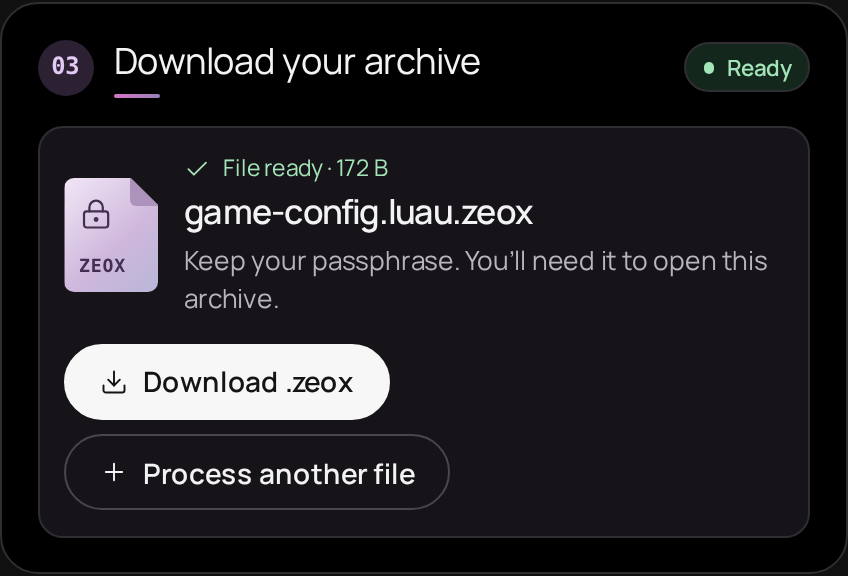 03
Download your archive
Ready
File ready · 172 B
game-config.luau.zeox
Keep your passphrase. You’ll need it to open this
archive.
ZEOX
Download .zeox
Process another file